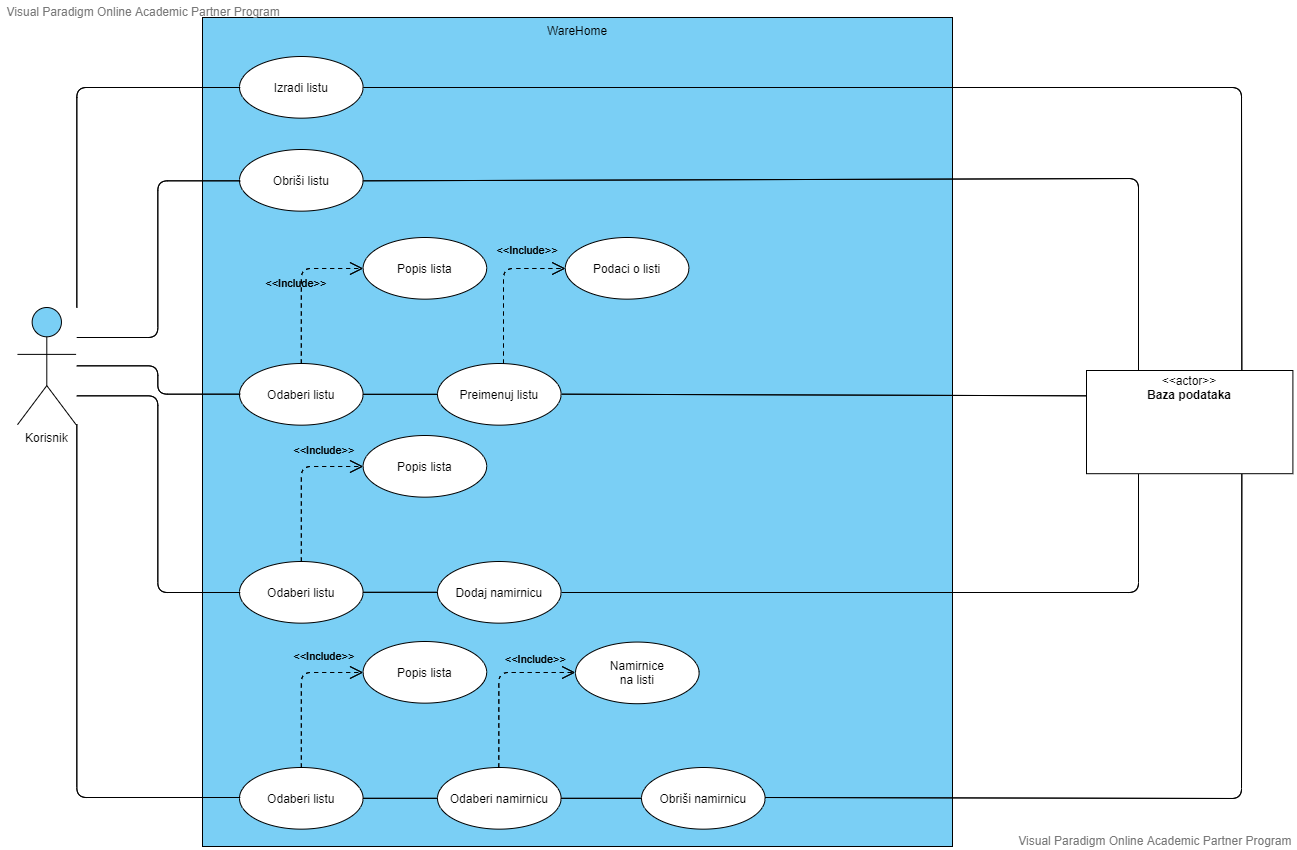 Visual Paradigm Online Academic Partner Program
WareHome
Izradi listu
Obriši listu
<<Include>>
Popis lista
<<Include>>
Podaci o listi
Odaberi listu
Preimenuj listu
<<actor>>
Baza podataka
Korisnik
<<Include>>
Popis lista
Odaberi listu
Dodaj namirnicu
<<Include>>
Popis lista
<<Include>>
Namirnice
na listi
Odaberi listu
Odaberi namirnicu
Obriši namirnicu
Visual Paradigm Online Academic Partner Program